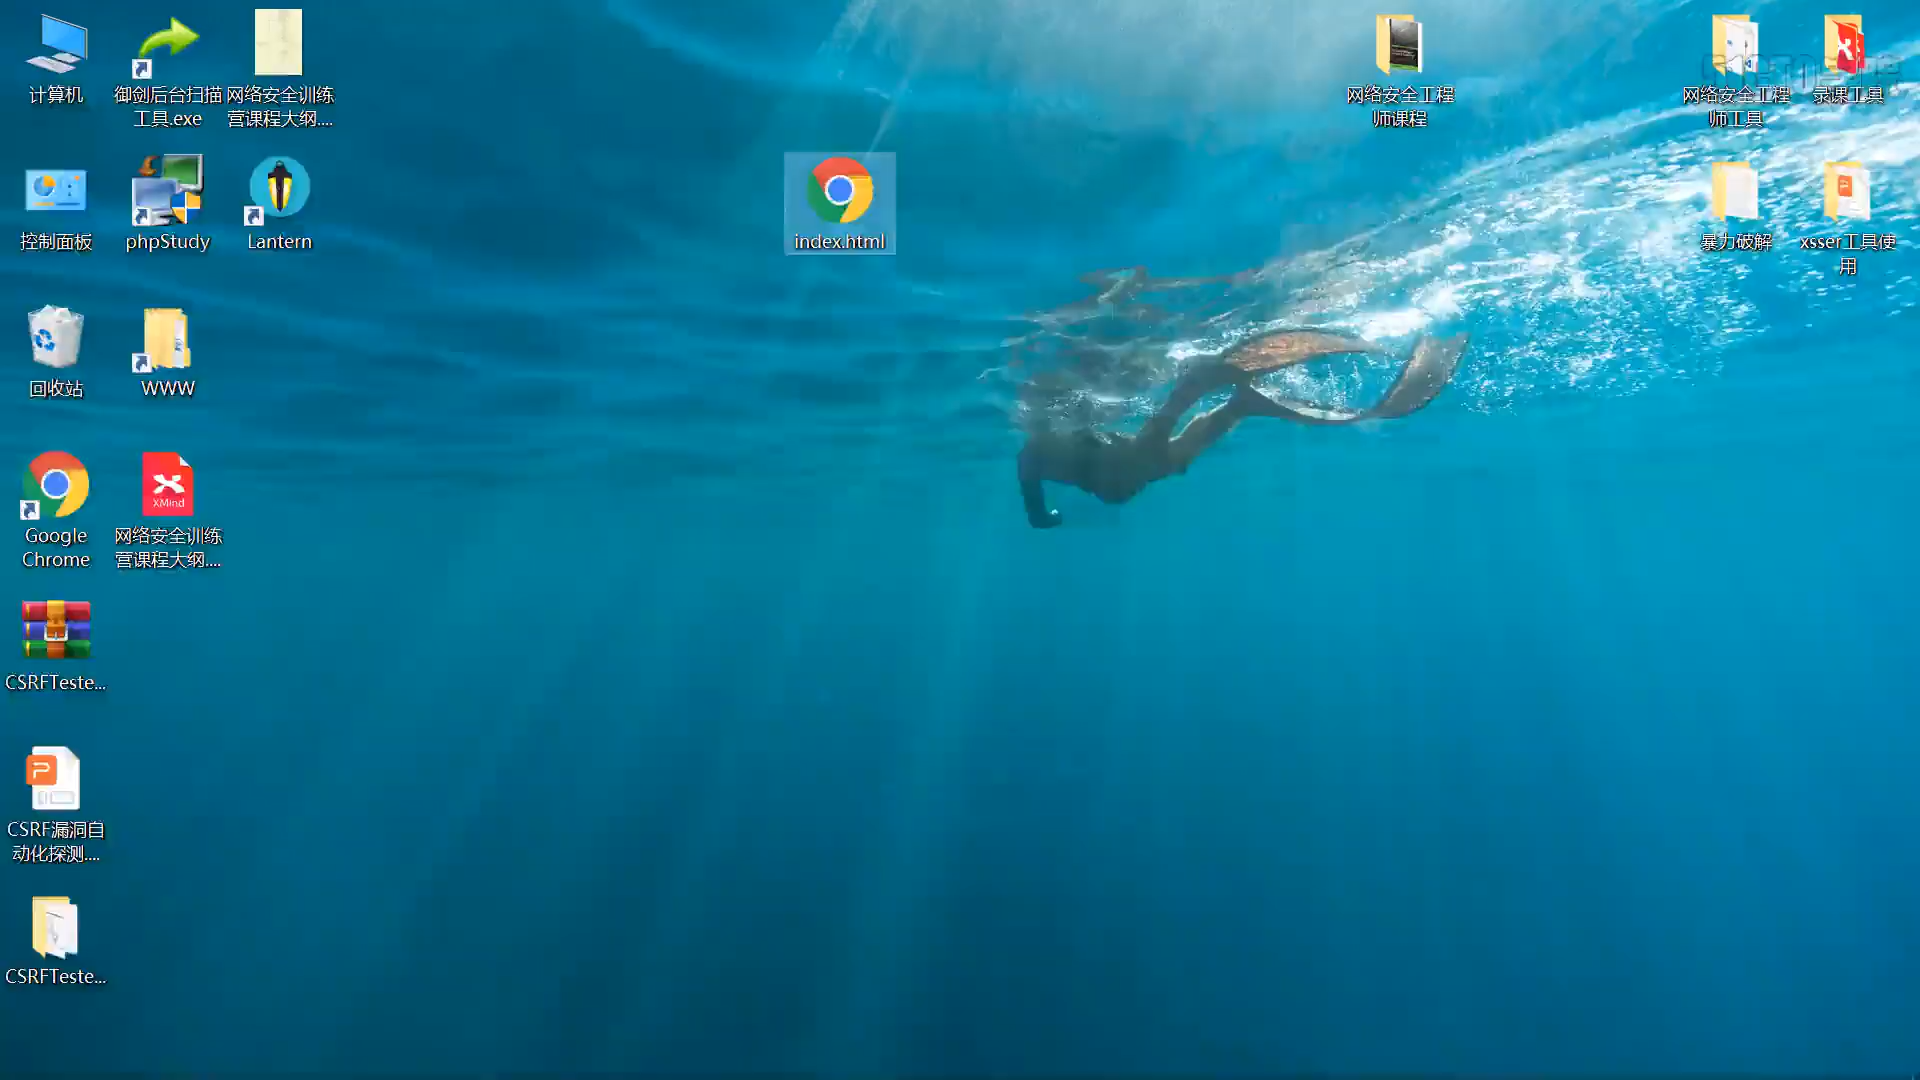 计算机
御剑后台扫描
工具.exe
网络安全训练
营课程大纲....
网络安全工程
师课程
网络安全工程
师工具
录课工具
控制面板
phpStudy
Lantern
index.html
暴力破解
xsser工具使
用
回收站
WWW
Google
Chrome
XMind
网络安全训练
营课程大纲....
CSRFTeste...
CSRF漏洞自
动化探测....
CSRFTeste...